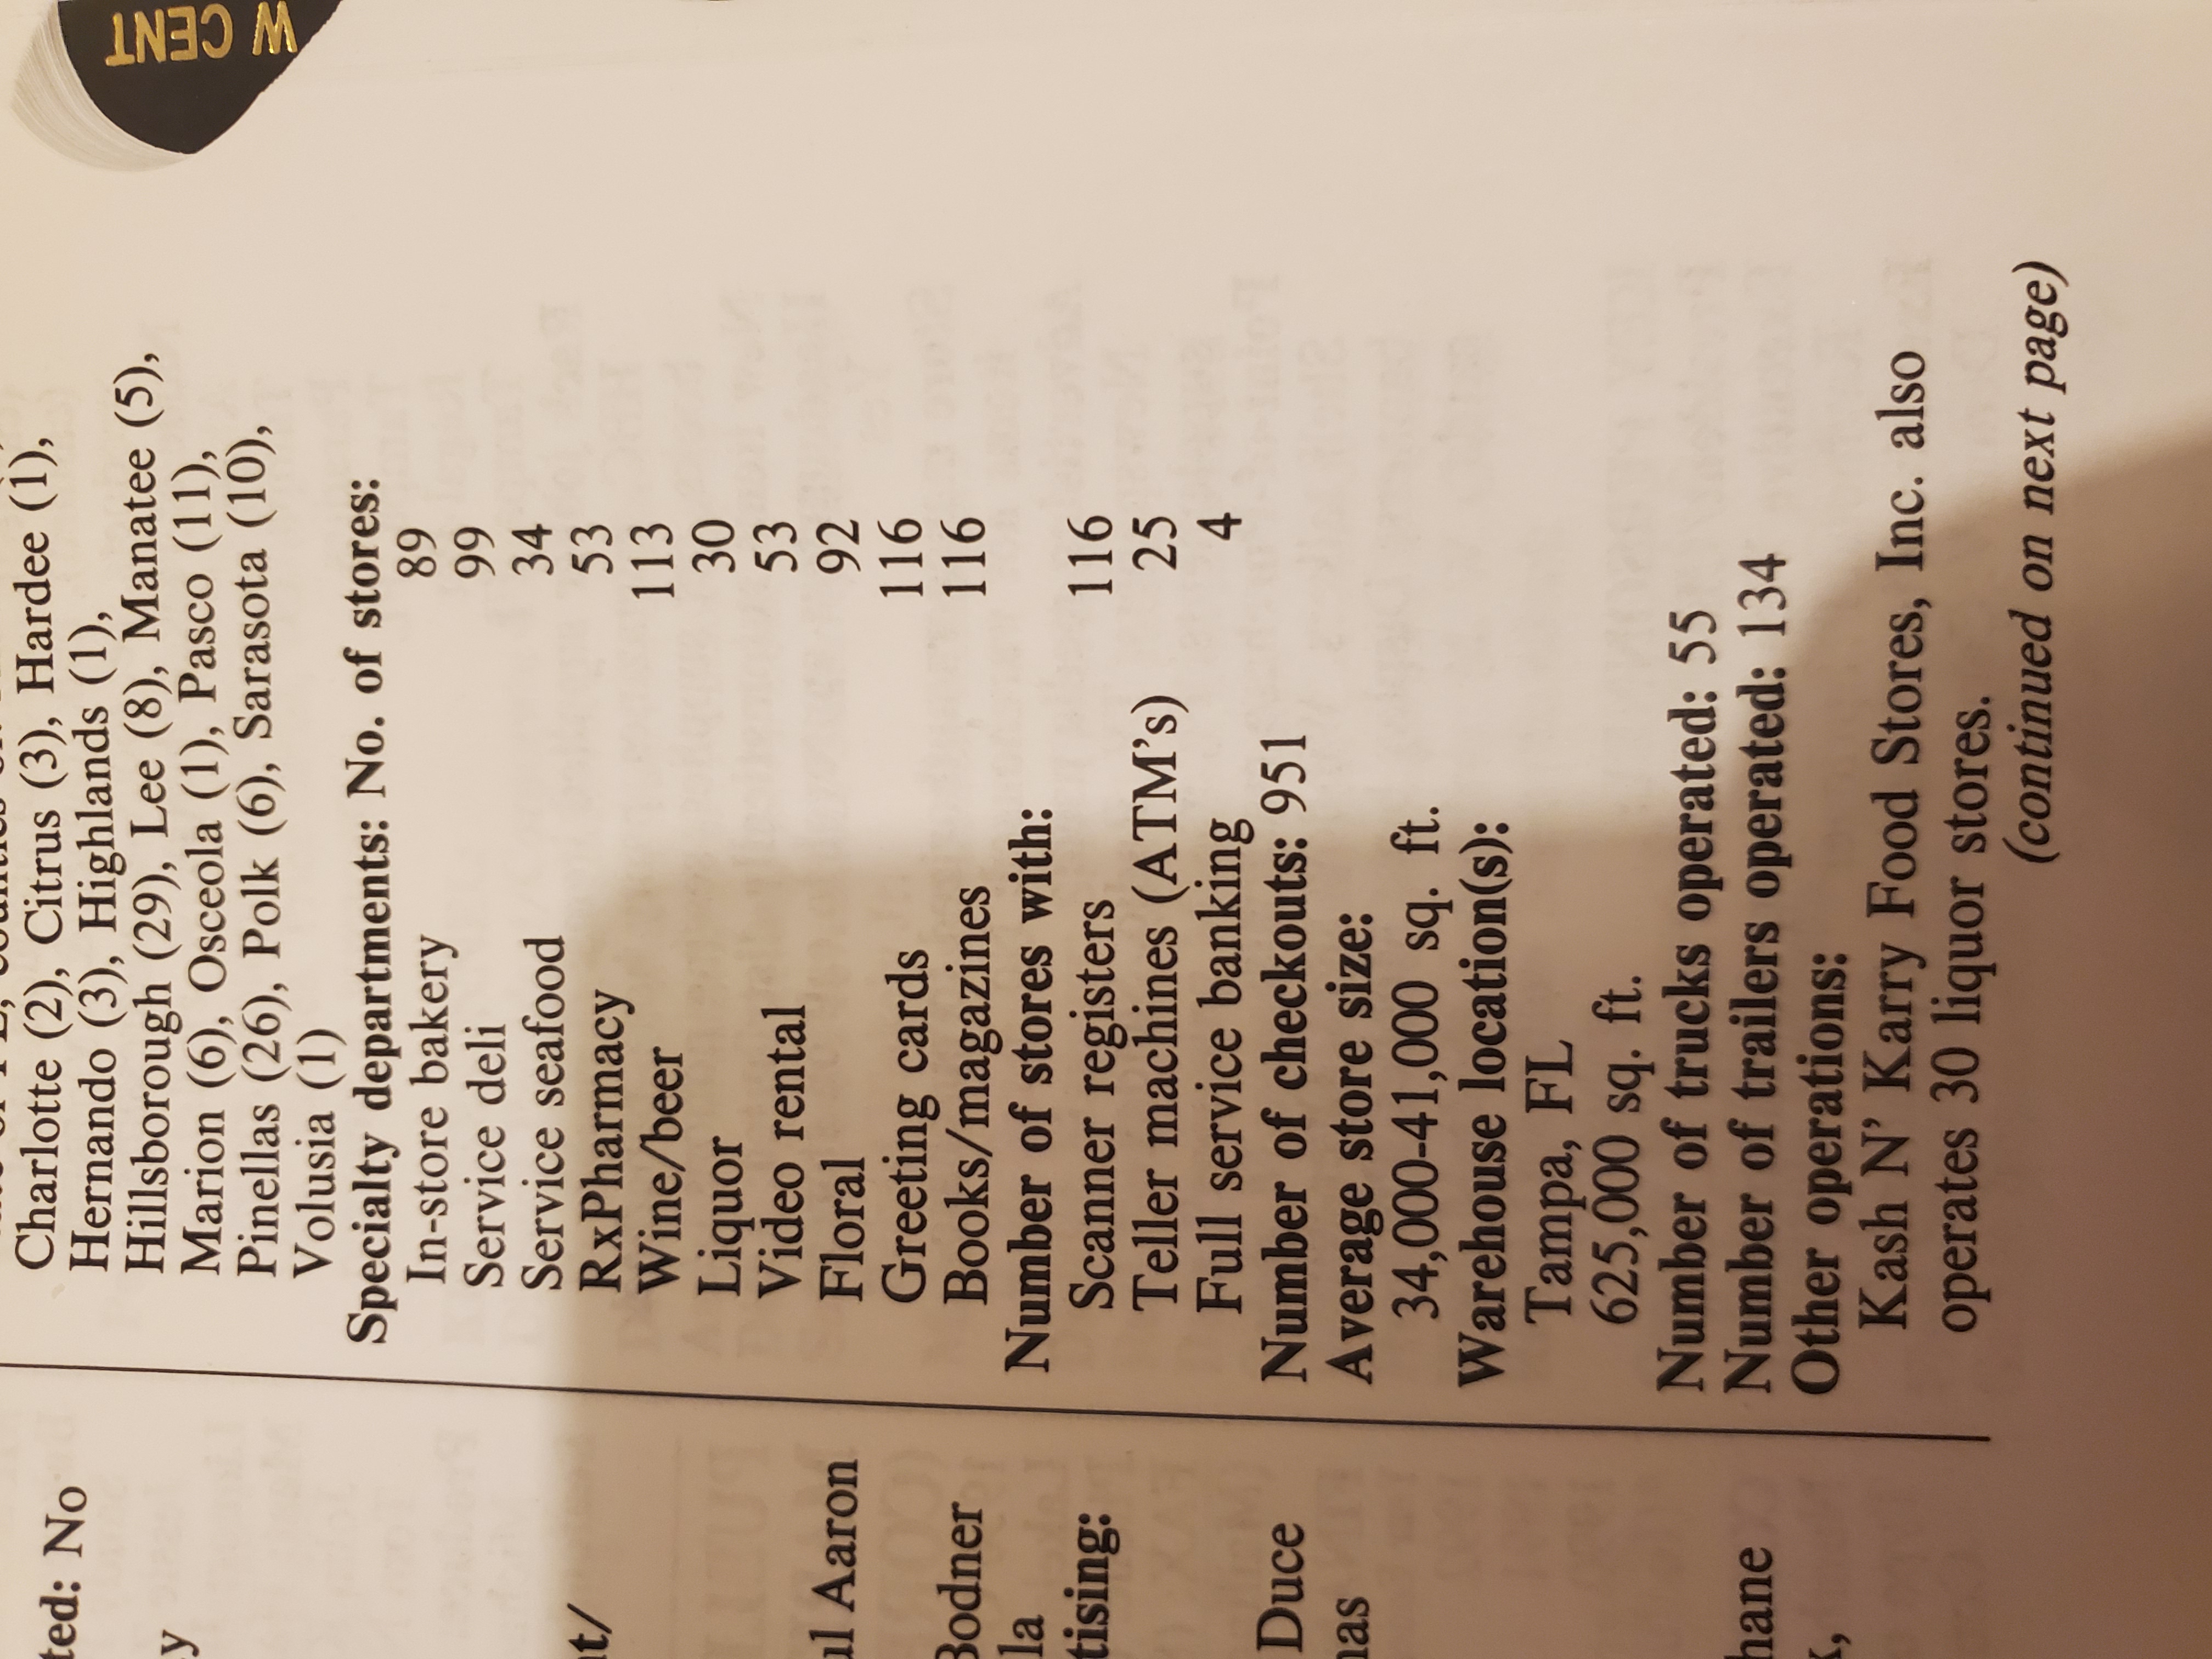 W CENT
Charlotte (2), Citrus (3), Hardee (1),
Hernando (3), Highlands (1),
Hillsborough (29), Lee (8), Manatee (5),
Marion (6), Osceola (1), Pasco (11),
Pinellas (26), Polk (6), Sarasota (10),
Volusia (1)
Specialty departments: No. of stores:
In-store bakery 89
Service deli 99
Service seafood 34
RxPharmacy 53
Wine/beer 113
Liquor 30
Video rental 53
Floral 92
Greeting cards 116
Books/magazines 116
Number of stores with:
Scanner registers 116
Teller machines (ATM's) 25
Full service banking 4
Number of checkouts: 951
Average store size:
34,000-41,000 sq. ft.
Warehouse location(s):
Tampa, FL
625,000 sq. ft.
Number of trucks operated: 55
Number of trailers operated: 134
Other operations:
Kash N' Karry Food Stores, Inc. also
operates 30 liquor stores.
(continued on next page)
ted: No
y
nt/
ul Aaron
Bodner
la
tising:
Duce
nas
hane